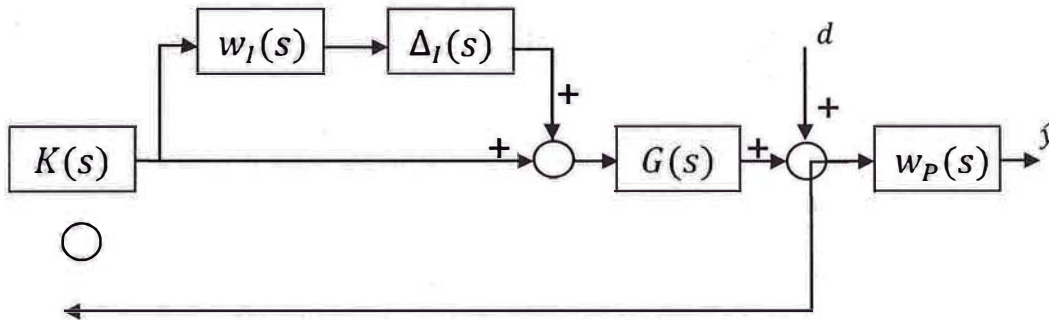 w_I(s)
Δ_I(s)
d
+
+
K(s)
+
G(s)
+
w_P(s)
ŷ